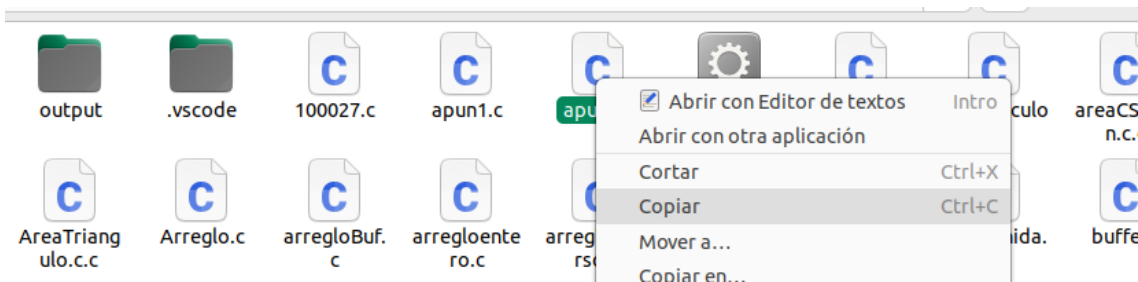 output
.vscode
100027.c
apun1.c
apu
culo
areaCS
n.c.
Abrir con Editor de textos Intro
Abrir con otra aplicación
Cortar Ctrl+X
Copiar Ctrl+C
Mover a...
Copiar en...
AreaTriang
ulo.c.c
Arreglo.c
arregloBuf.
c
arregloente
ro.c
arreg
rso
ida.
buffe